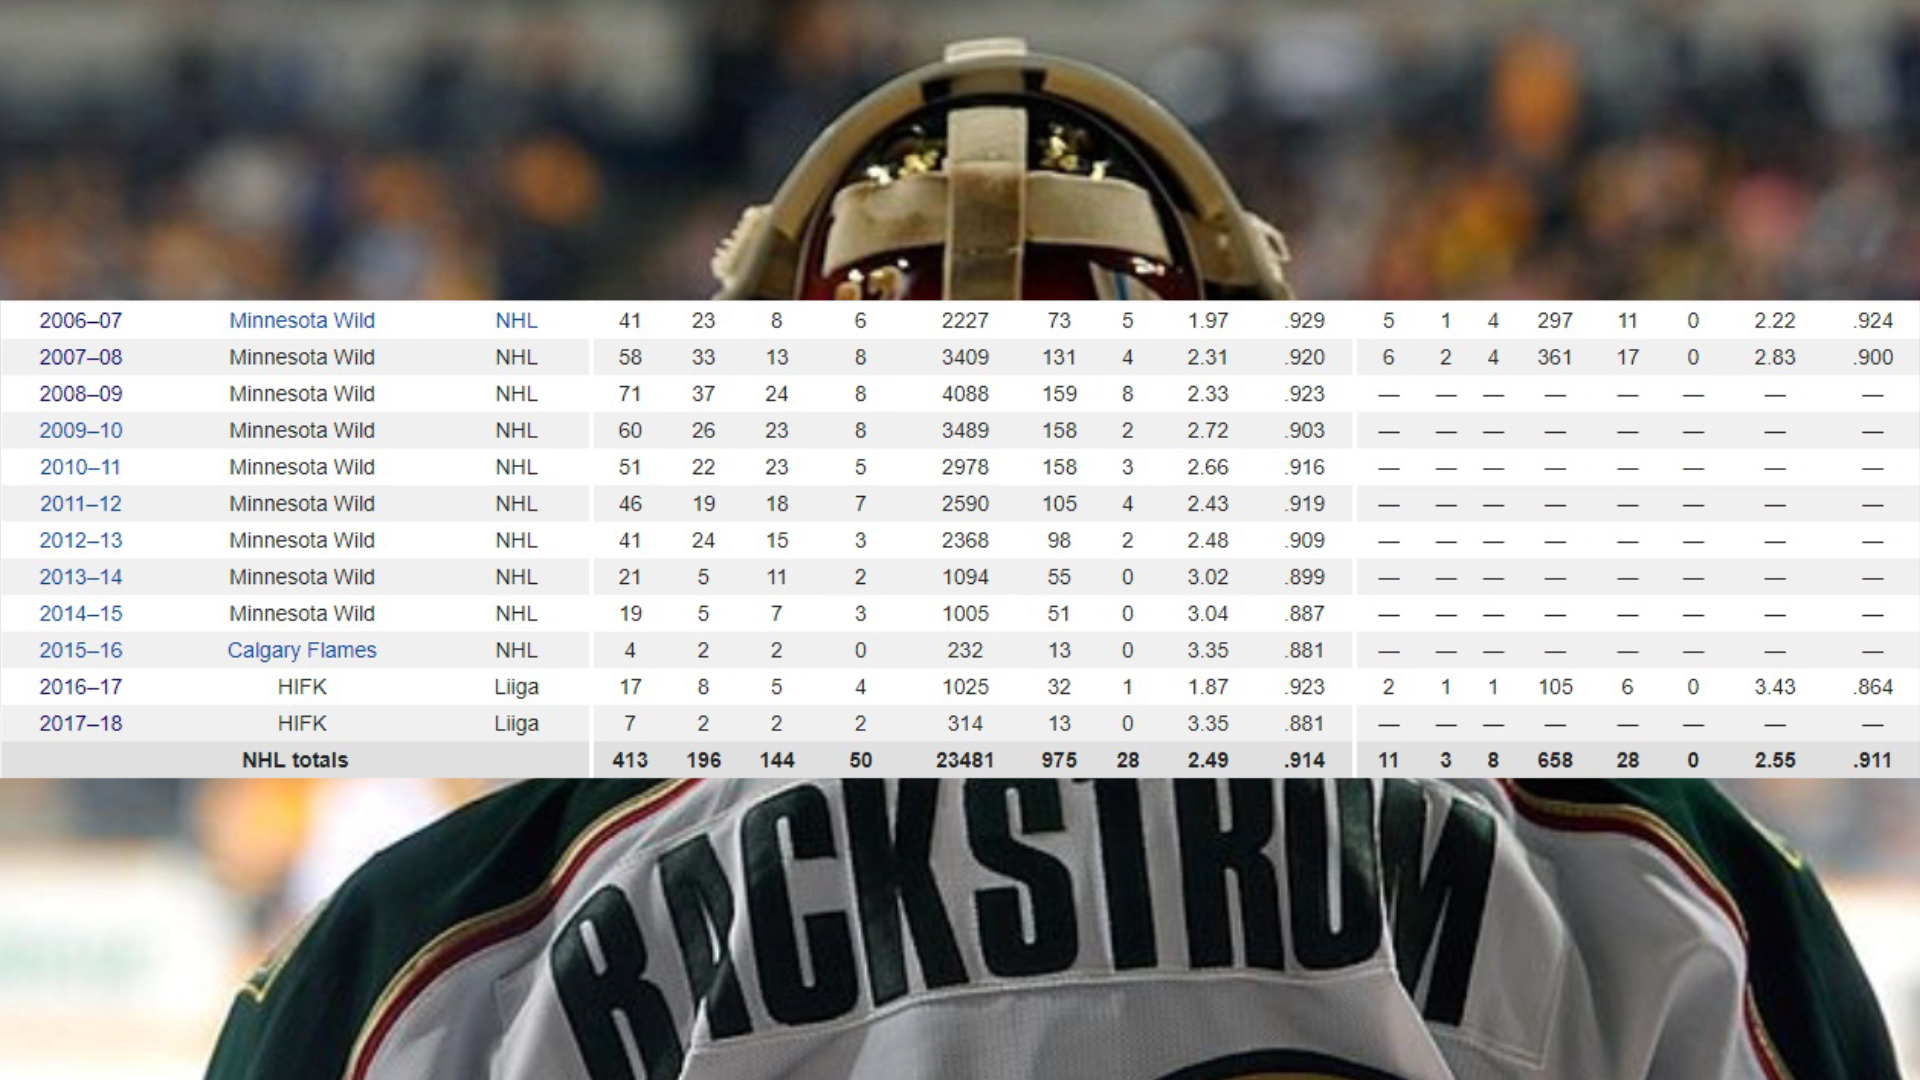 2006–07 Minnesota Wild NHL 41 23 8 6 2227 73 5 1.97 .929 5 1 4 297 11 0 2.22 .924
2007–08 Minnesota Wild NHL 58 33 13 8 3409 131 4 2.31 .920 6 2 4 361 17 0 2.83 .900
2008–09 Minnesota Wild NHL 71 37 24 8 4088 159 8 2.33 .923 — — — — — — — —
2009–10 Minnesota Wild NHL 60 26 23 8 3489 158 2 2.72 .903 — — — — — — — —
2010–11 Minnesota Wild NHL 51 22 23 5 2978 158 3 2.66 .916 — — — — — — — —
2011–12 Minnesota Wild NHL 46 19 18 7 2590 105 4 2.43 .919 — — — — — — — —
2012–13 Minnesota Wild NHL 41 24 15 3 2368 98 2 2.48 .909 — — — — — — — —
2013–14 Minnesota Wild NHL 21 5 11 2 1094 55 0 3.02 .899 — — — — — — — —
2014–15 Minnesota Wild NHL 19 5 7 3 1005 51 0 3.04 .887 — — — — — — — —
2015–16 Calgary Flames NHL 4 2 2 0 232 13 0 3.35 .881 — — — — — — — —
2016–17 HIFK Liiga 17 8 5 4 1025 32 1 1.87 .923 2 1 1 105 6 0 3.43 .864
2017–18 HIFK Liiga 7 2 2 2 314 13 0 3.35 .881 — — — — — — — —
NHL totals 413 196 144 50 23481 975 28 2.49 .914 11 3 8 658 28 0 2.55 .911
BACKSTROM